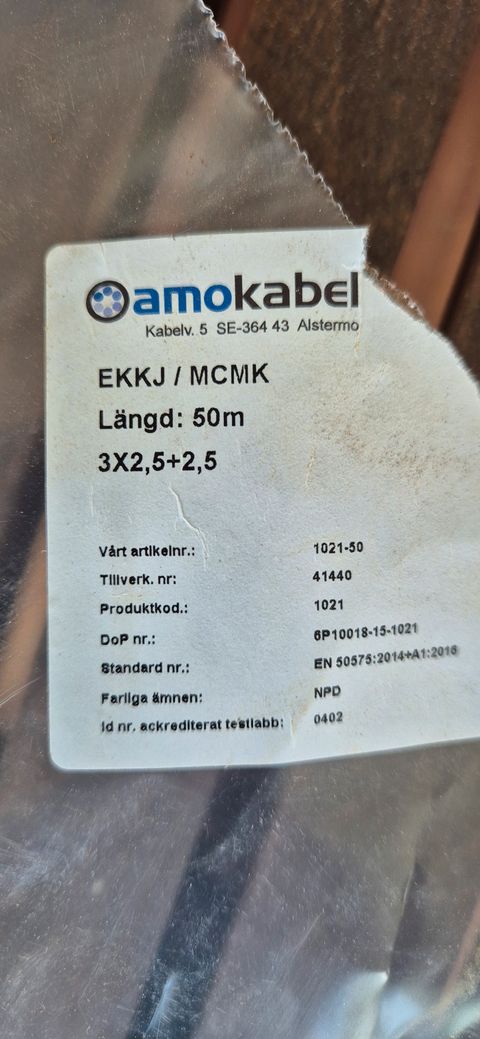 amokabel
Kabelv. 5 SE-364 43 Alstermo
EKKJ / MCMK
Längd: 50m
3X2,5+2,5
Vårt artikelnr.: 1021-50
Tillverk. nr: 41440
Produktkod.: 1021
DoP nr.: 6P10018-15-1021
Standard nr.: EN 50575:2014+A1:2016
Farliga ämnen: NPD
Id nr. ackrediterat testlabb: 0402